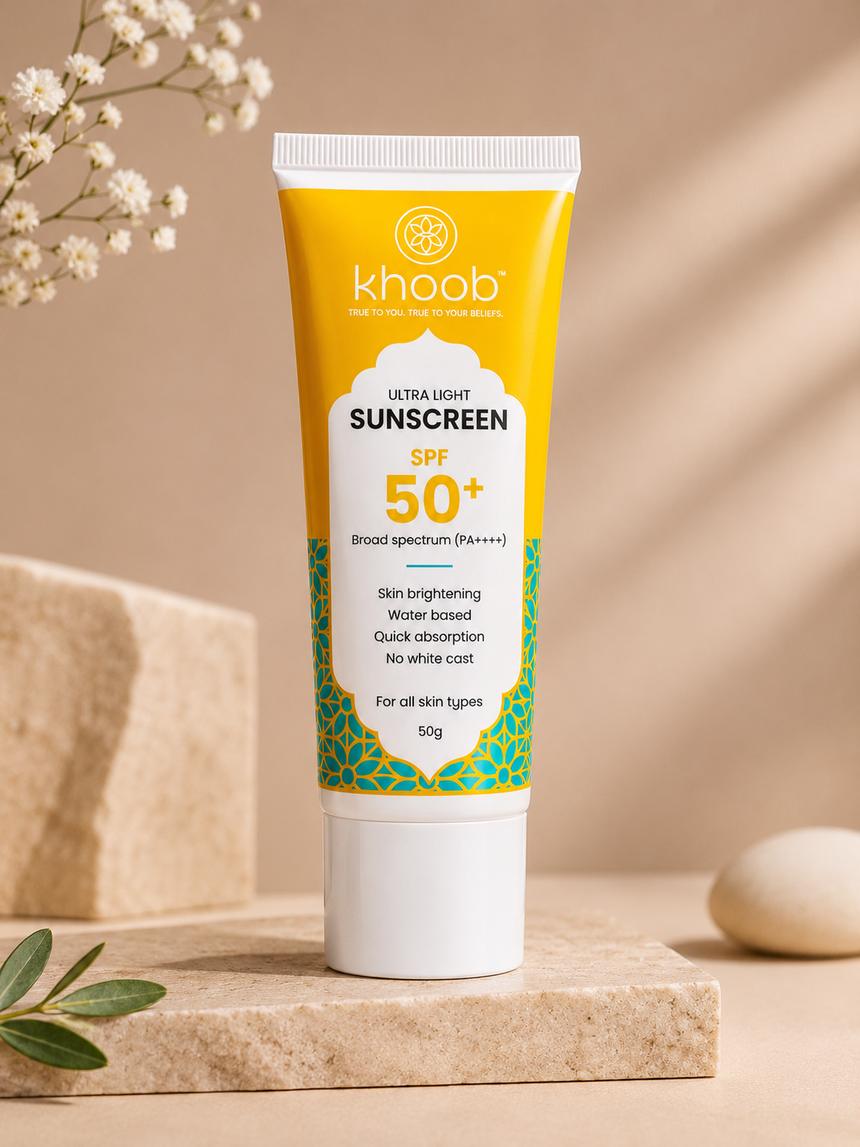 khoob™
TRUE TO YOU. TRUE TO YOUR BELIEFS.
ULTRA LIGHT
SUNSCREEN
SPF
50+
Broad spectrum (PA++++)
Skin brightening
Water based
Quick absorption
No white cast
For all skin types
50g